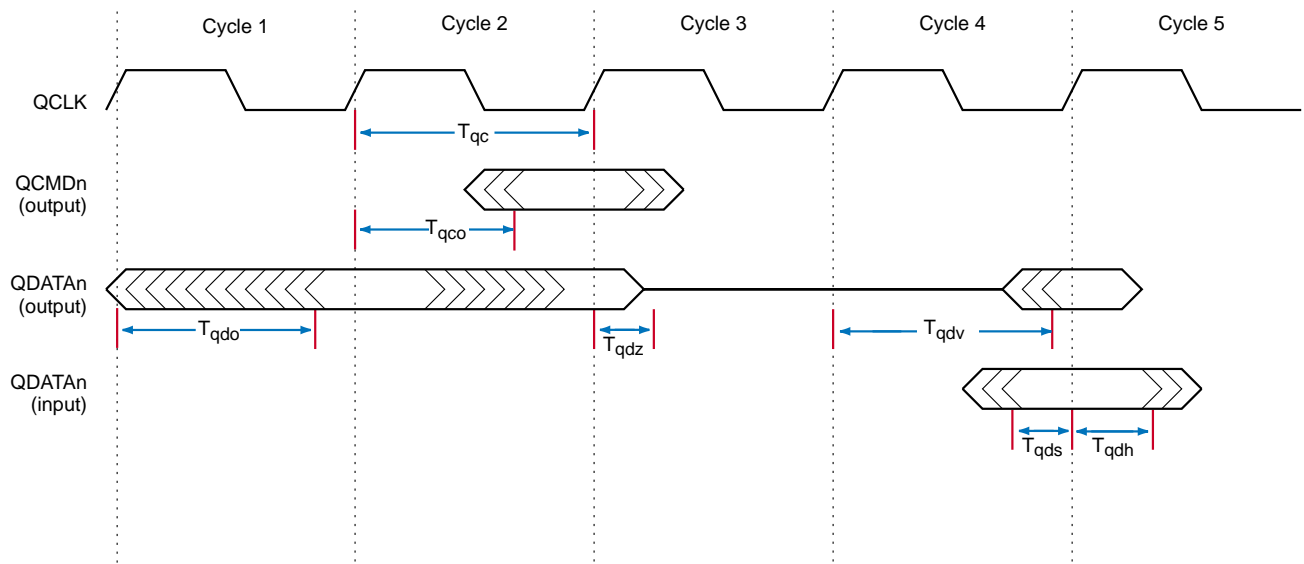 Cycle 1
Cycle 2
Cycle 3
Cycle 4
Cycle 5
QCLK
Tqc
QCMDn
(output)
Tqco
QDATAn
(output)
Tqdo
Tqdz
Tqdv
QDATAn
(input)
Tqds
Tqdh